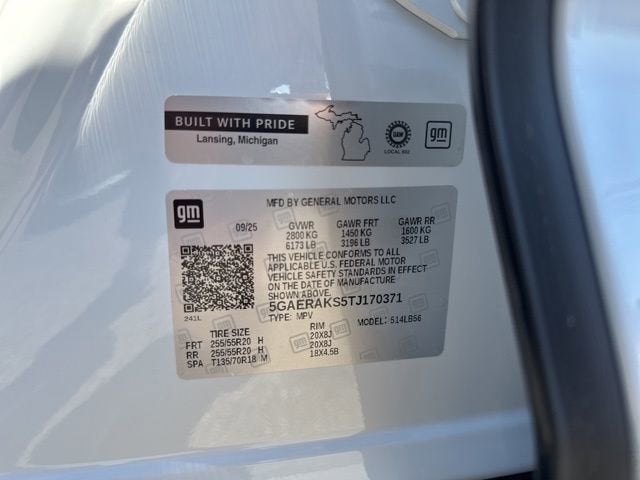 BUILT WITH PRIDE
Lansing, Michigan
UAW
LOCAL 602
gm
gm
MFD BY GENERAL MOTORS LLC
09/25 GVWR GAWR FRT GAWR RR
2800 KG 1450 KG 1600 KG
6173 LB 3196 LB 3527 LB
THIS VEHICLE CONFORMS TO ALL
APPLICABLE U.S. FEDERAL MOTOR
VEHICLE SAFETY STANDARDS IN EFFECT
ON THE DATE OF MANUFACTURE
SHOWN ABOVE.
5GAERAKS5TJ170371
TYPE: MPV MODEL: 514LB56
241L
TIRE SIZE RIM
FRT 255/55R20 H 20X8J
RR 255/55R20 H 20X8J
SPA T135/70R18 M 18X4.5B